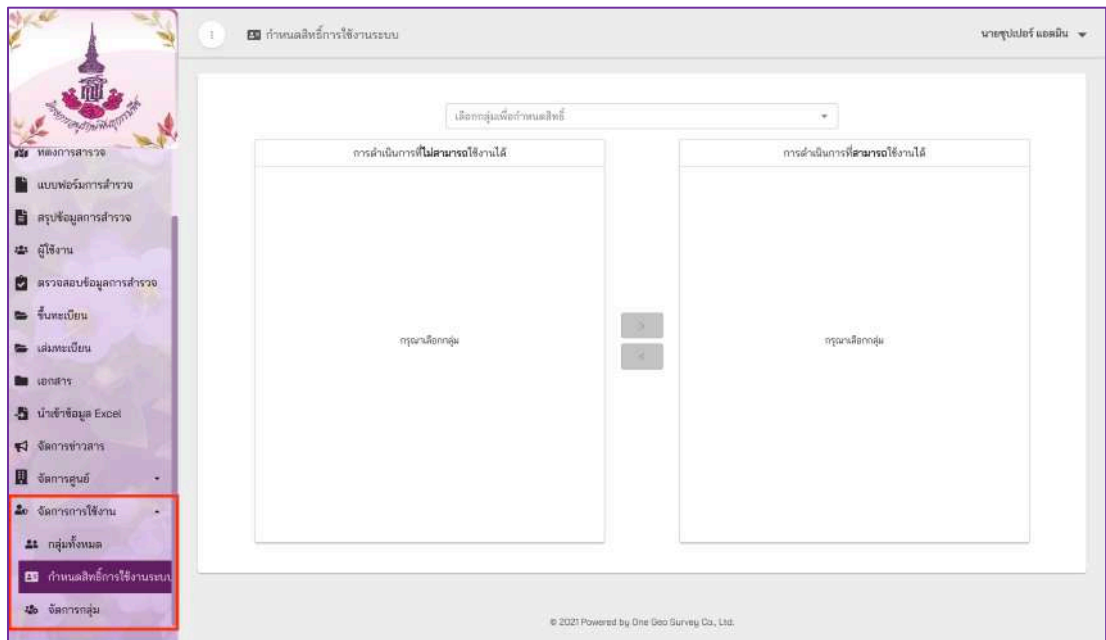 กำหนดสิทธิ์การใช้งานระบบ
นายซุปเปอร์ แอดมิน
เลือกกลุ่มเพื่อกำหนดสิทธิ์
การดำเนินการที่ไม่สามารถใช้งานได้
การดำเนินการที่สามารถใช้งานได้
แบบฟอร์มการสำรวจ
สรุปข้อมูลการสำรวจ
ผู้ใช้งาน
ตรวจสอบข้อมูลการสำรวจ
ขึ้นทะเบียน
เล่มทะเบียน
เอกสาร
นำเข้าข้อมูล Excel
จัดการข่าวสาร
จัดการศูนย์
จัดการการใช้งาน
กลุ่มทั้งหมด
กำหนดสิทธิ์การใช้งานระบบ
จัดการกลุ่ม
กรุณาเลือกกลุ่ม
>
<
กรุณาเลือกกลุ่ม
© 2021 Powered by One Geo Survey Co., Ltd.